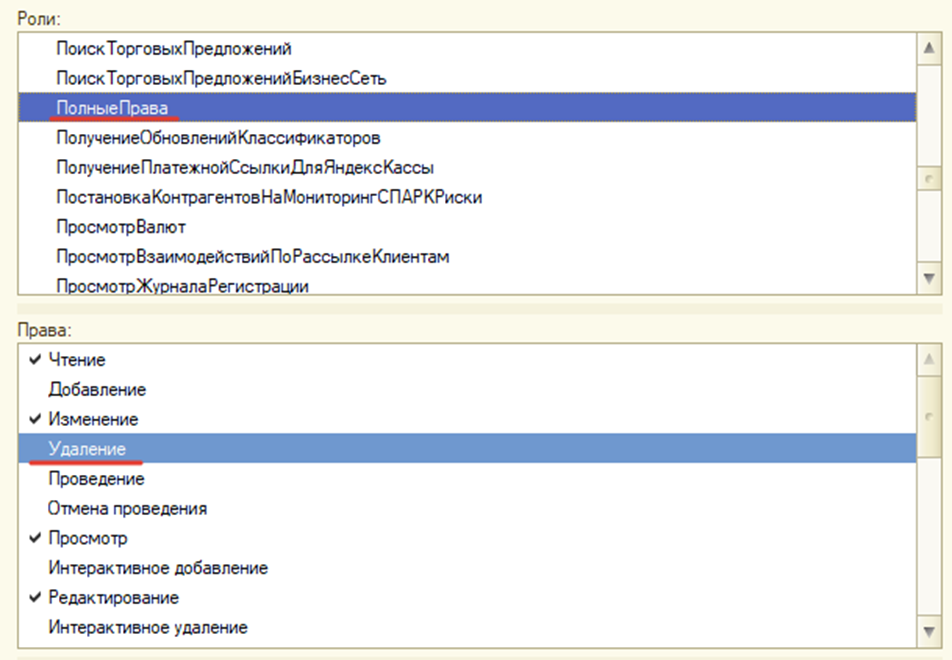 Роли:
ПоискТорговыхПредложений
ПоискТорговыхПредложенийБизнесСеть
ПолныеПрава
ПолучениеОбновленийКлассификаторов
ПолучениеПлатежнойСсылкиДляЯндексКассы
ПостановкаКонтрагентовНаМониторингСПАРКРиски
ПросмотрВалют
ПросмотрВзаимодействийПоРассылкеКлиентам
ПросмотрЖурналаРегистрации
Права:
Чтение
Добавление
Изменение
Удаление
Проведение
Отмена проведения
Просмотр
Интерактивное добавление
Редактирование
Интерактивное удаление